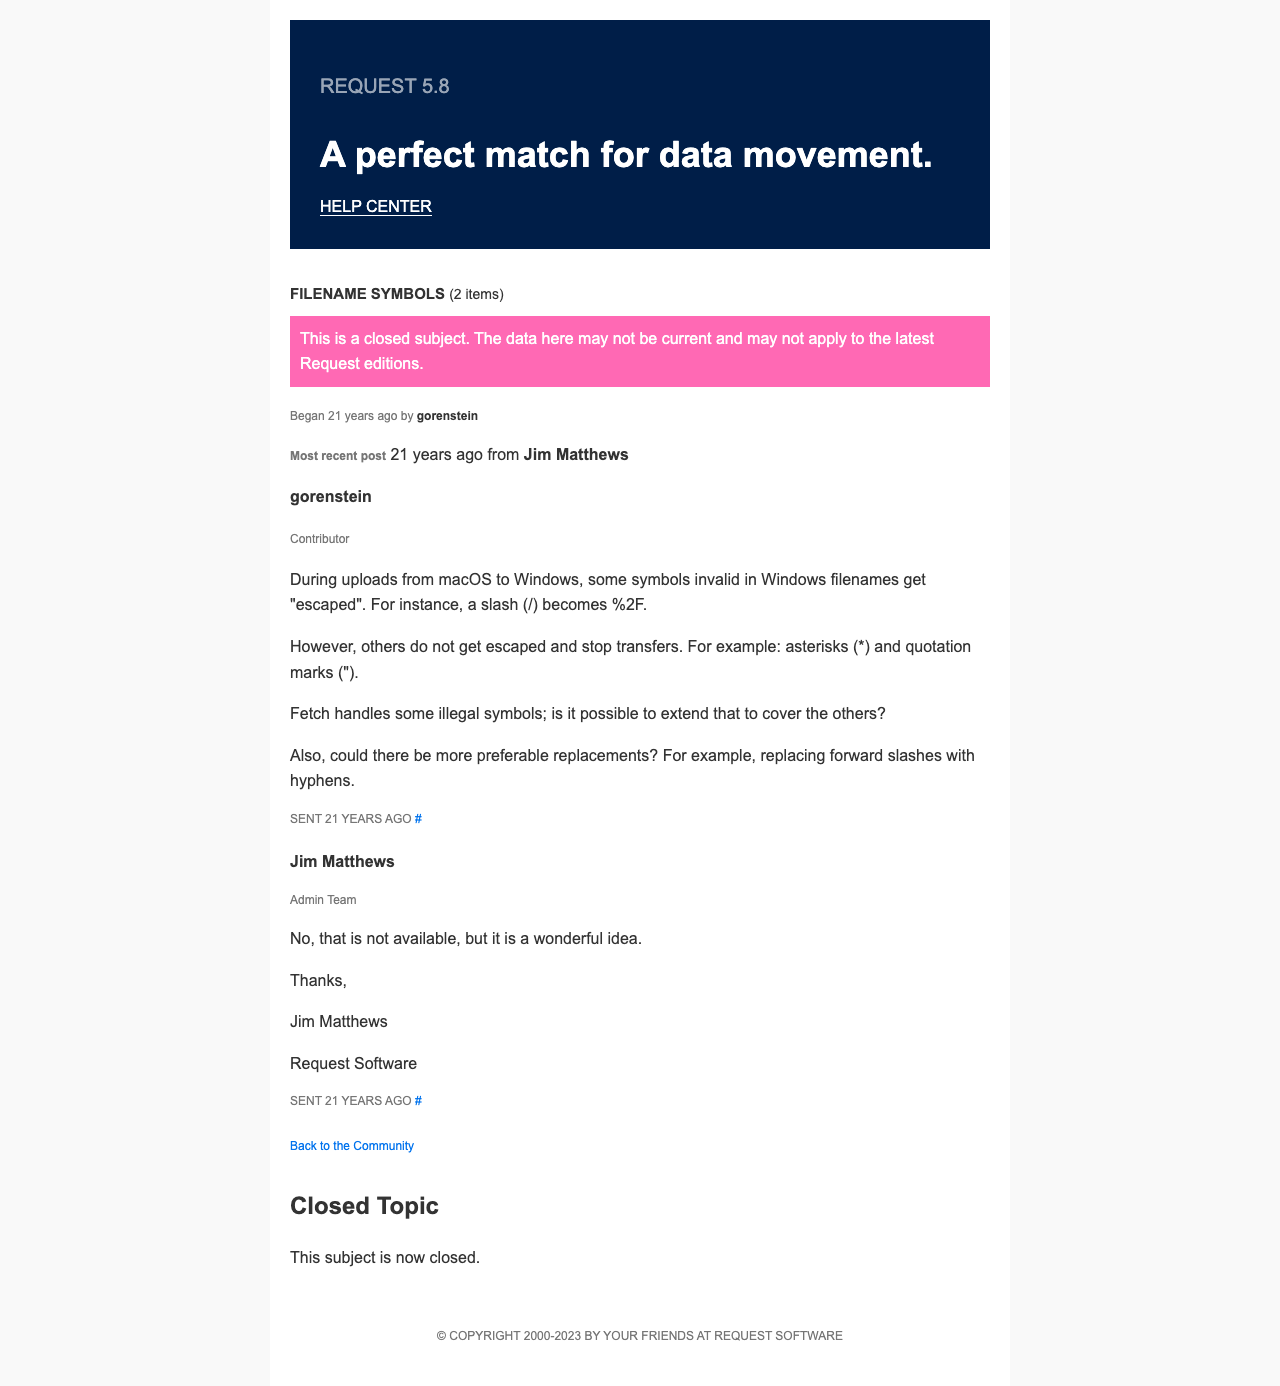 REQUEST 5.8
A perfect match for data movement.
HELP CENTER
FILENAME SYMBOLS (2 items)
This is a closed subject. The data here may not be current and may not apply to the latest
Request editions.
Began 21 years ago by gorenstein
Most recent post 21 years ago from Jim Matthews
gorenstein
Contributor
During uploads from macOS to Windows, some symbols invalid in Windows filenames get
"escaped". For instance, a slash (/) becomes %2F.
However, others do not get escaped and stop transfers. For example: asterisks (*) and quotation
marks (").
Fetch handles some illegal symbols; is it possible to extend that to cover the others?
Also, could there be more preferable replacements? For example, replacing forward slashes with
hyphens.
SENT 21 YEARS AGO #
Jim Matthews
Admin Team
No, that is not available, but it is a wonderful idea.
Thanks,
Jim Matthews
Request Software
SENT 21 YEARS AGO #
Back to the Community
Closed Topic
This subject is now closed.
© COPYRIGHT 2000-2023 BY YOUR FRIENDS AT REQUEST SOFTWARE